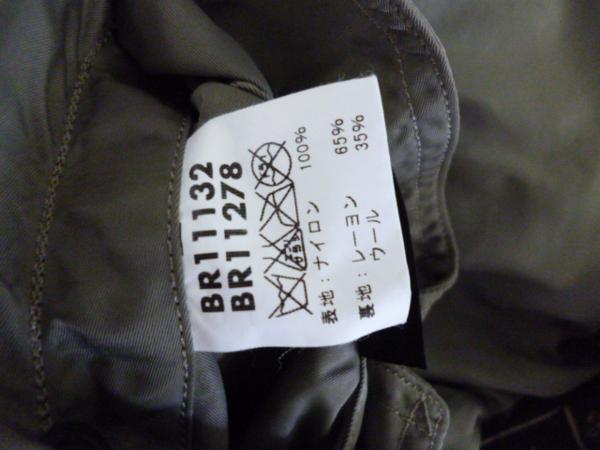 BR11132
BR11278
表地：ナイロン 100%
裏地：レーヨン 65%
ウール 35%